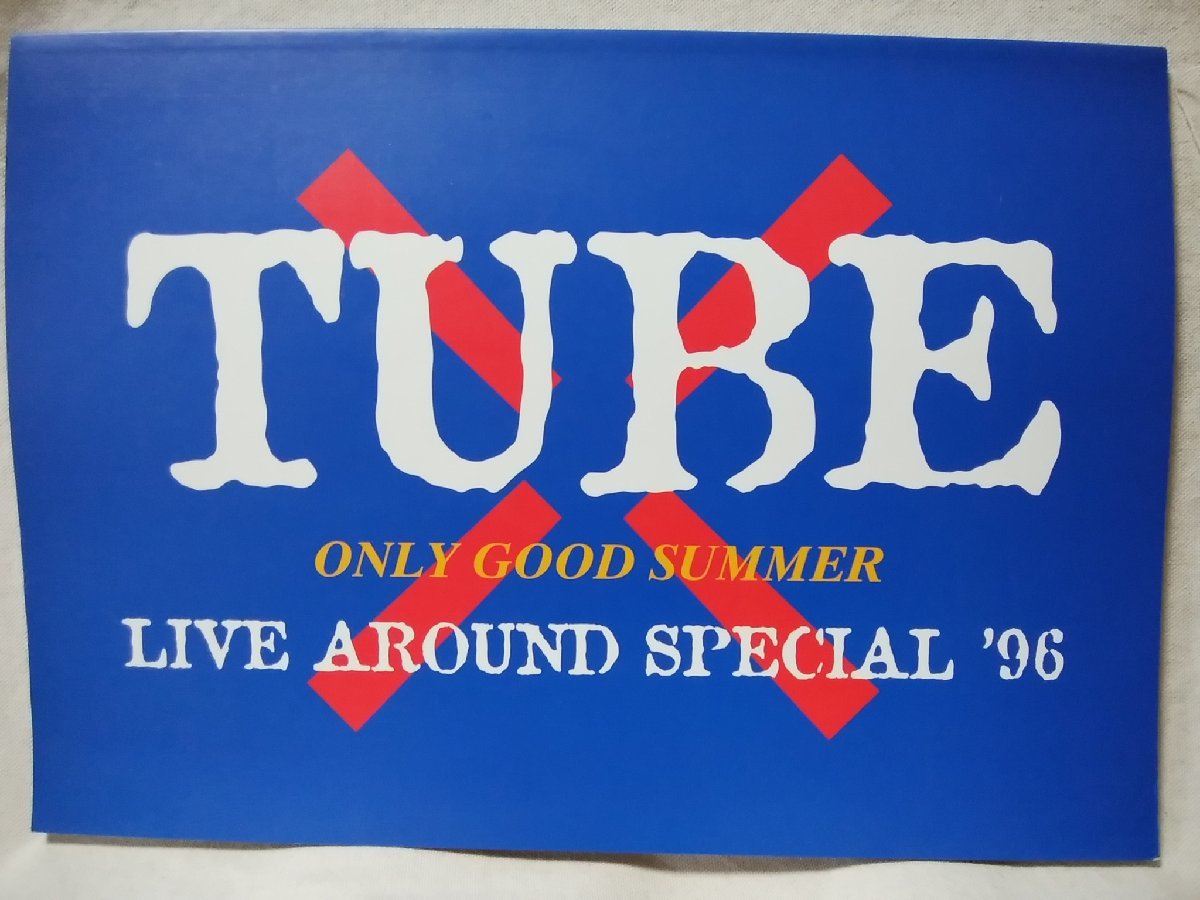 TUBE
ONLY GOOD SUMMER
LIVE AROUND SPECIAL ’96